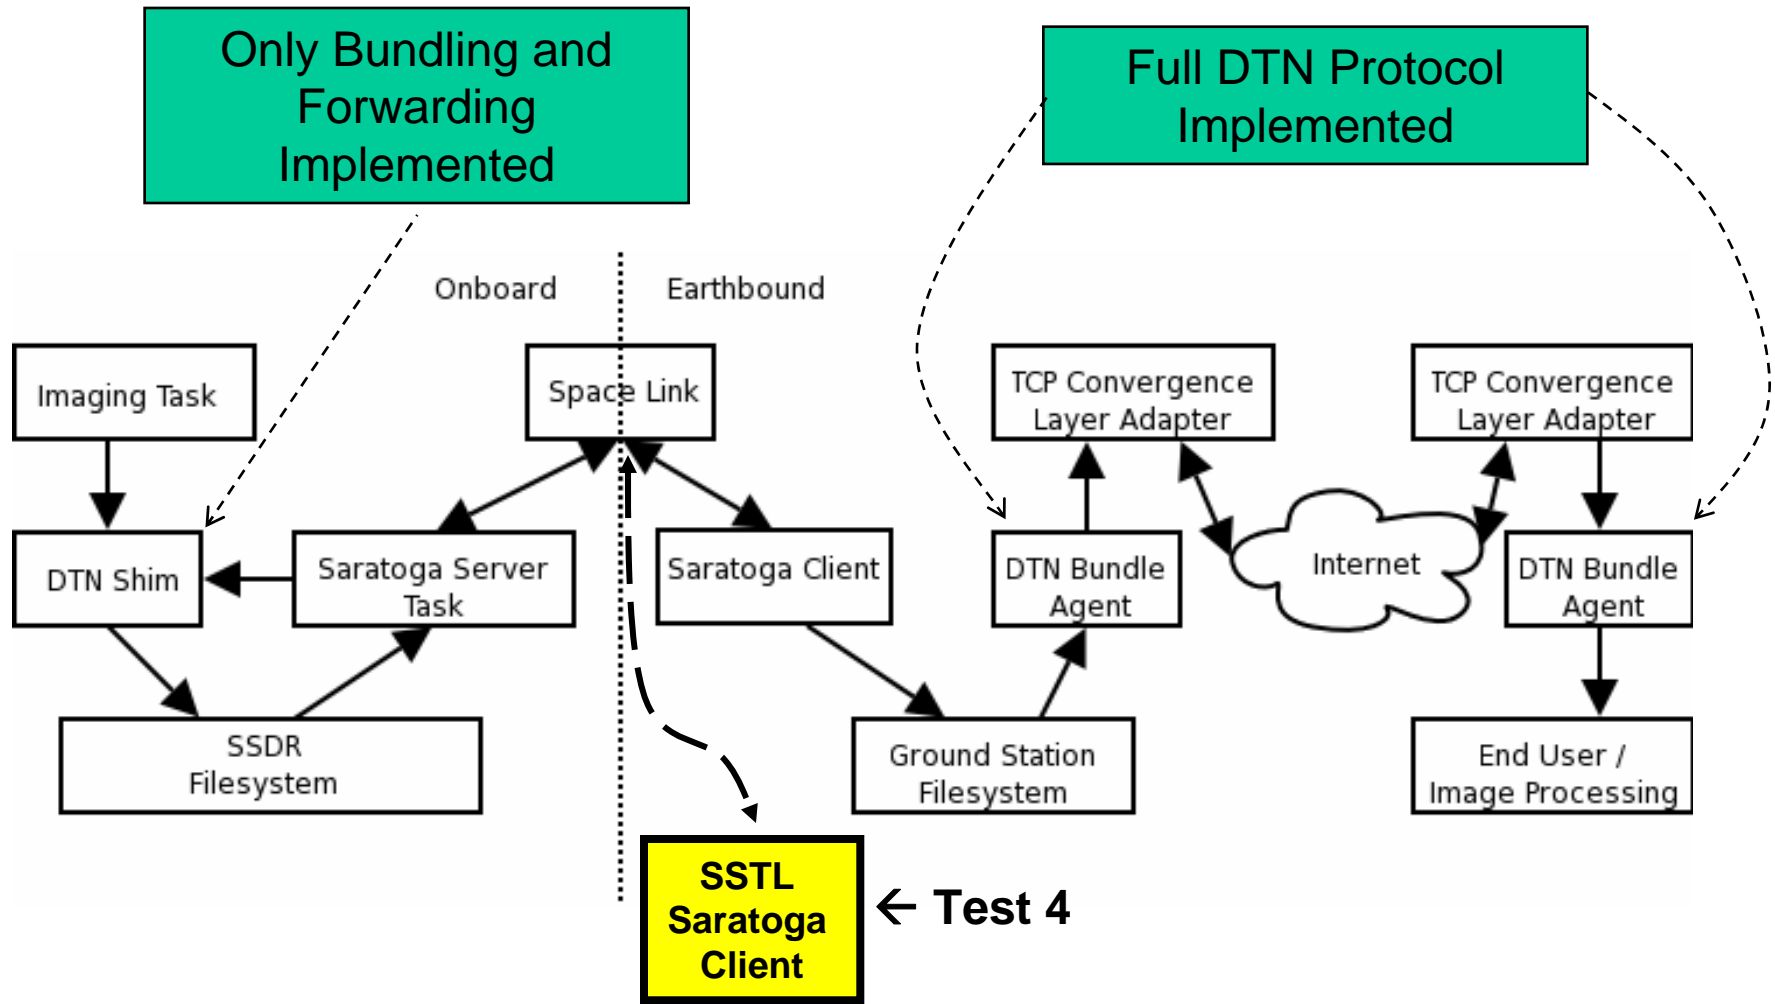 Only Bundling and
Forwarding
Implemented
Full DTN Protocol
Implemented
Onboard
Earthbound
Imaging Task
Space Link
TCP Convergence
Layer Adapter
TCP Convergence
Layer Adapter
DTN Shim
Saratoga Server
Task
Saratoga Client
DTN Bundle
Agent
Internet
DTN Bundle
Agent
SSDR
Filesystem
Ground Station
Filesystem
End User /
Image Processing
SSTL
Saratoga
Client
← Test 4